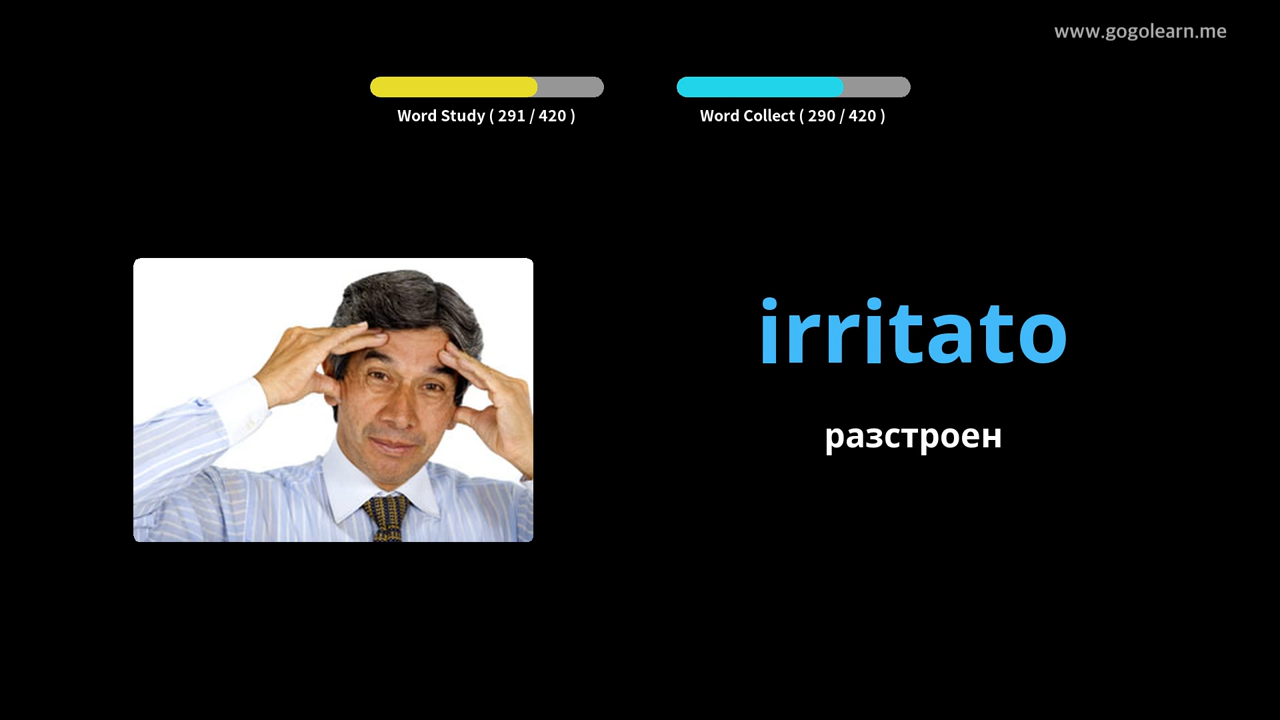 www.gogolearn.me
Word Study ( 291 / 420 )
Word Collect ( 290 / 420 )
irritato
разстроен